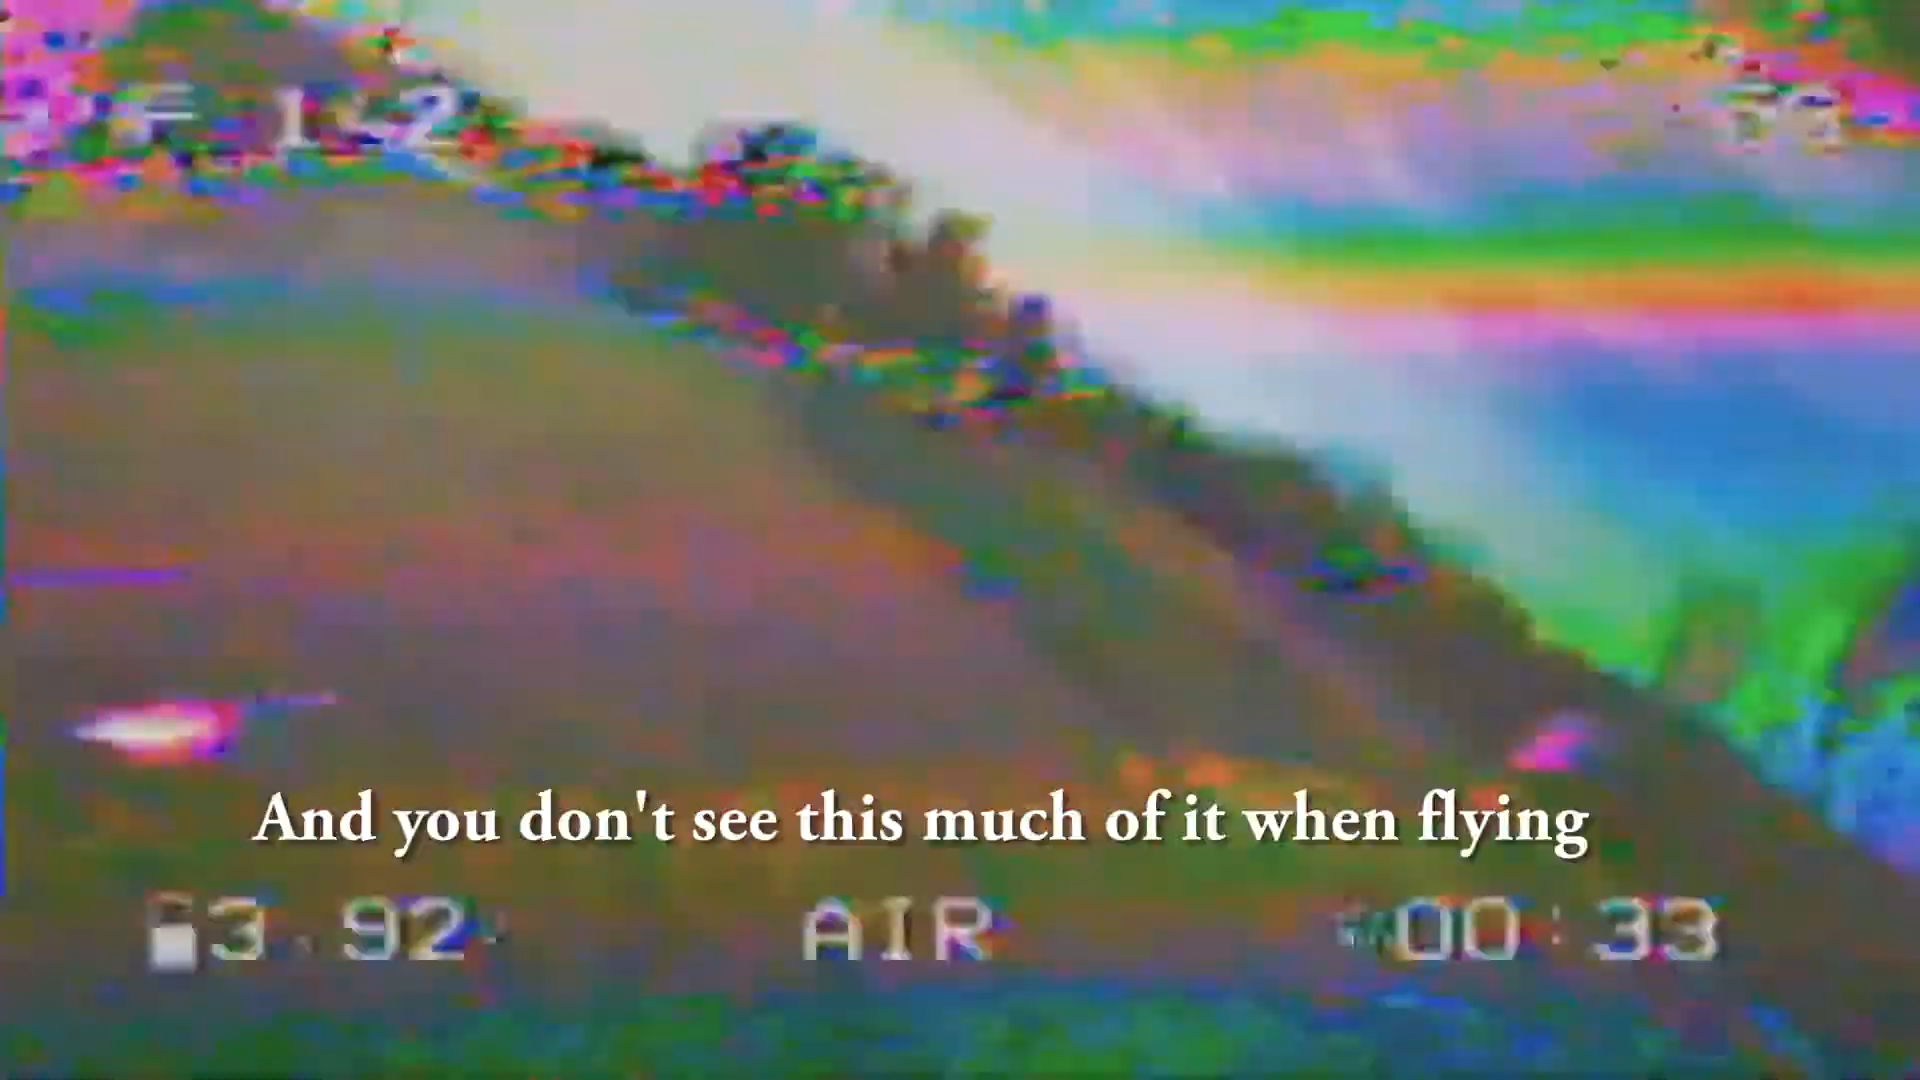 And you don't see this much of it when flying
3.92 AIR 00:33